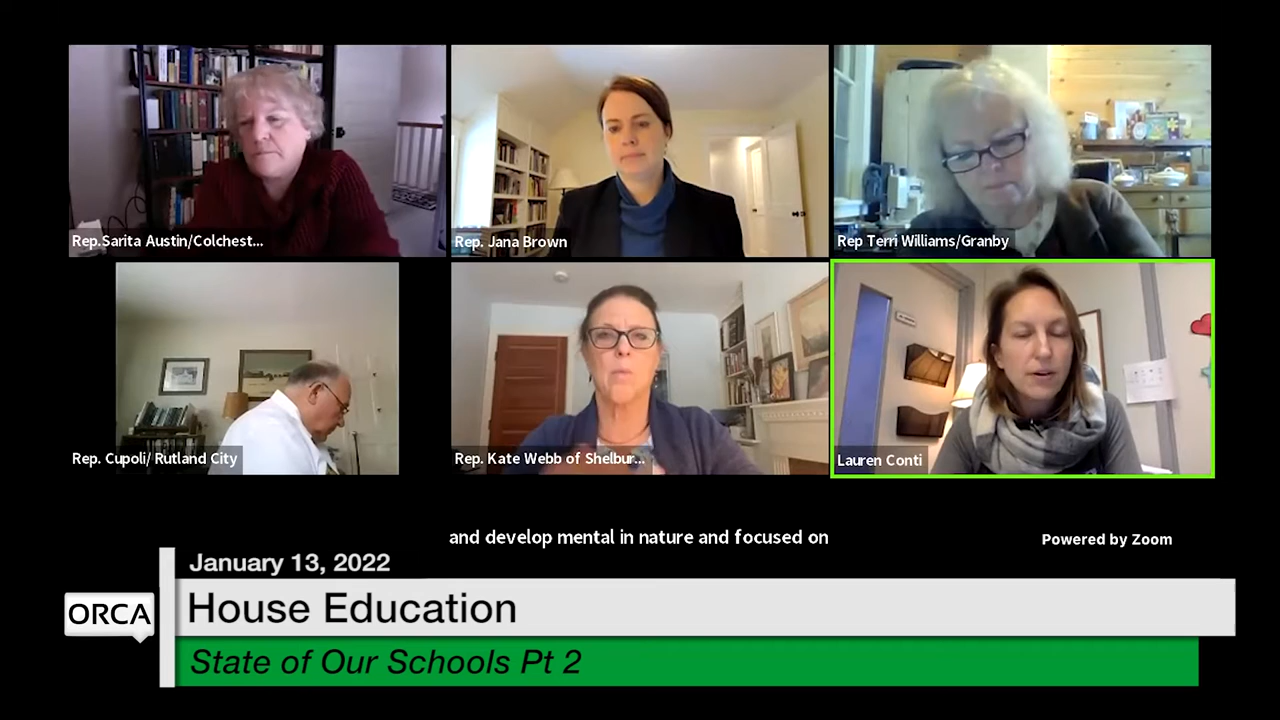 Rep.Sarita Austin/Colchest...
Rep. Jana Brown
Rep Terri Williams/Granby
Rep. Cupoli/ Rutland City
Rep. Kate Webb of Shelbur...
Lauren Conti
and develop mental in nature and focused on
Powered by Zoom
January 13, 2022
ORCA
House Education
State of Our Schools Pt 2